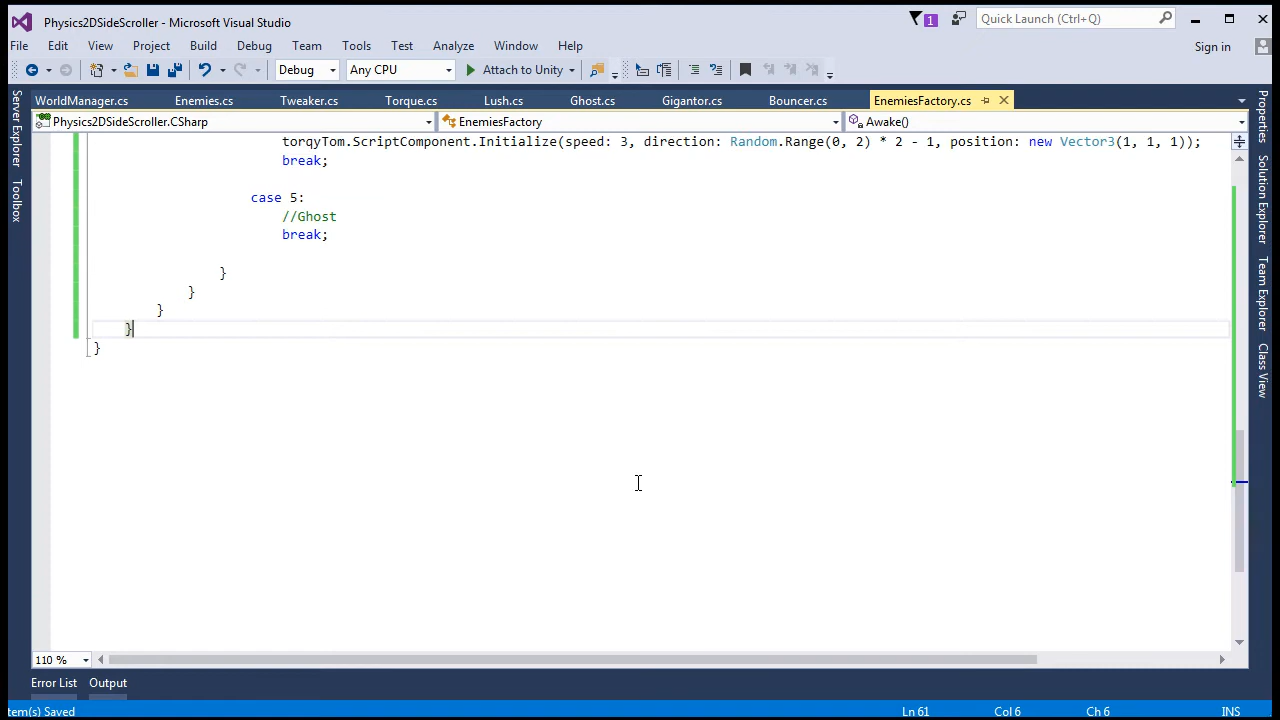 Physics2DSideScroller - Microsoft Visual Studio
1
Quick Launch (Ctrl+Q)
File Edit View Project Build Debug Team Tools Test Analyze Window Help
Sign in
Debug Any CPU Attach to Unity
WorldManager.cs Enemies.cs Tweaker.cs Torque.cs Lush.cs Ghost.cs Gigantor.cs Bouncer.cs EnemiesFactory.cs
Physics2DSideScroller.CSharp EnemiesFactory Awake()
Server Explorer
Toolbox
torqyTom.ScriptComponent.Initialize(speed: 3, direction: Random.Range(0, 2) * 2 - 1, position: new Vector3(1, 1, 1));
break;
case 5:
//Ghost
break;
}
}
}
}
}
Properties
Solution Explorer
Team Explorer
Class View
110 %
Error List Output
tem(s) Saved Ln 61 Col 6 Ch 6 INS